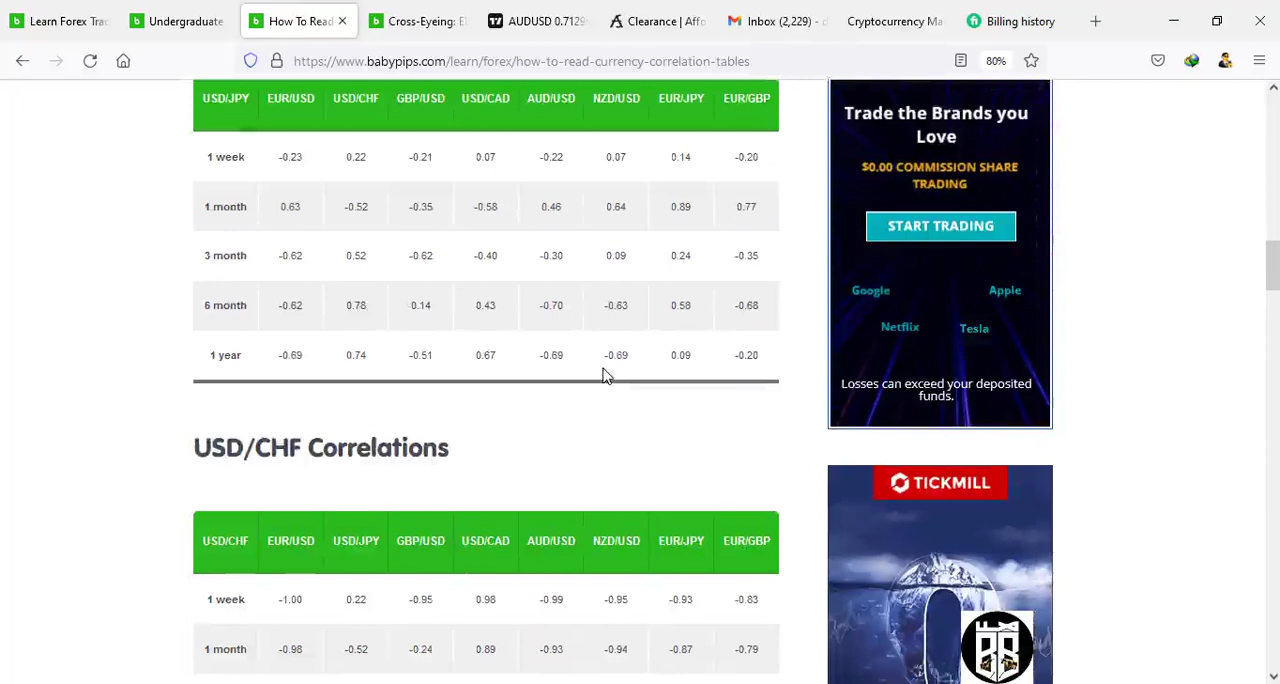 Learn Forex Trad
Undergraduate
How To Read
Cross-Eyeing: E
AUDUSD 0.7129
Clearance | Affo
Inbox (2,229) - d
Cryptocurrency Ma
Billing history
https://www.babypips.com/learn/forex/how-to-read-currency-correlation-tables
80%
USD/JPY EUR/USD USD/CHF GBP/USD USD/CAD AUD/USD NZD/USD EUR/JPY EUR/GBP
1 week -0.23 0.22 -0.21 0.07 -0.22 0.07 0.14 -0.20
1 month 0.63 -0.52 -0.35 -0.58 0.46 0.64 0.89 0.77
3 month -0.62 0.52 -0.62 -0.40 -0.30 0.09 0.24 -0.35
6 month -0.62 0.78 0.14 0.43 -0.70 -0.63 0.58 -0.68
1 year -0.69 0.74 -0.51 0.67 -0.69 -0.69 0.09 -0.20
USD/CHF Correlations
USD/CHF EUR/USD USD/JPY GBP/USD USD/CAD AUD/USD NZD/USD EUR/JPY EUR/GBP
1 week -1.00 0.22 -0.95 0.98 -0.99 -0.95 -0.93 -0.83
1 month -0.98 -0.52 -0.24 0.89 -0.93 -0.94 -0.87 -0.79
Trade the Brands you
Love
$0.00 COMMISSION SHARE
TRADING
START TRADING
Google Apple
Netflix Tesla
Losses can exceed your deposited
funds.
TICKMILL